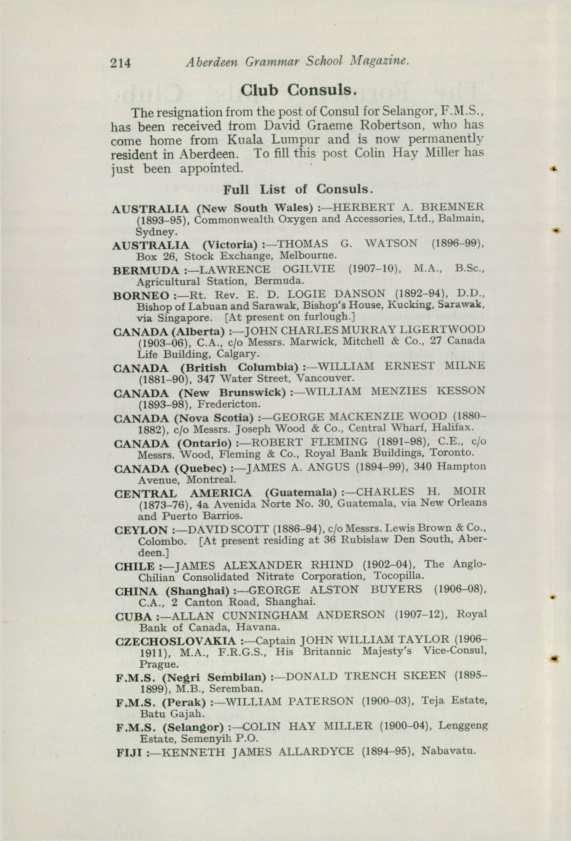 214 Aberdeen Grammar School Magazine.
Club Consuls.
The resignation from the post of Consul for Selangor, F.M.S.,
has been received from David Graeme Robertson, who has
come home from Kuala Lumpur and is now permanently
resident in Aberdeen. To fill this post Colin Hay Miller has
just been appointed.
Full List of Consuls.
AUSTRALIA (New South Wales) :—HERBERT A. BREMNER
(1893–95), Commonwealth Oxygen and Accessories, Ltd., Balmain,
Sydney.
AUSTRALIA (Victoria) :—THOMAS G. WATSON (1896–99),
Box 26, Stock Exchange, Melbourne.
BERMUDA :—LAWRENCE OGILVIE (1907–10), M.A., B.Sc.,
Agricultural Station, Bermuda.
BORNEO :—Rt. Rev. E. D. LOGIE DANSON (1892–94), D.D.,
Bishop of Labuan and Sarawak, Bishop's House, Kucking, Sarawak,
via Singapore. [At present on furlough.]
CANADA (Alberta) :—JOHN CHARLES MURRAY LIGERTWOOD
(1903–06), C.A., c/o Messrs. Marwick, Mitchell & Co., 27 Canada
Life Building, Calgary.
CANADA (British Columbia) :—WILLIAM ERNEST MILNE
(1881–90), 347 Water Street, Vancouver.
CANADA (New Brunswick) :—WILLIAM MENZIES KESSON
(1893–98), Fredericton.
CANADA (Nova Scotia) :—GEORGE MACKENZIE WOOD (1880–
1882), c/o Messrs. Joseph Wood & Co., Central Wharf, Halifax.
CANADA (Ontario) :—ROBERT FLEMING (1891–98), C.E., c/o
Messrs. Wood, Fleming & Co., Royal Bank Buildings, Toronto.
CANADA (Quebec) :—JAMES A. ANGUS (1894–99), 340 Hampton
Avenue, Montreal.
CENTRAL AMERICA (Guatemala) :—CHARLES H. MOIR
(1873–76), 4a Avenida Norte No. 30, Guatemala, via New Orleans
and Puerto Barrios.
CEYLON :—DAVID SCOTT (1886–94), c/o Messrs. Lewis Brown & Co.,
Colombo. [At present residing at 36 Rubislaw Den South, Aber-
deen.]
CHILE :—JAMES ALEXANDER RHIND (1902–04), The Anglo-
Chilian Consolidated Nitrate Corporation, Tocopilla.
CHINA (Shanghai) :—GEORGE ALSTON BUYERS (1906–08),
C.A., 2 Canton Road, Shanghai.
CUBA :—ALLAN CUNNINGHAM ANDERSON (1907–12), Royal
Bank of Canada, Havana.
CZECHOSLOVAKIA :—Captain JOHN WILLIAM TAYLOR (1906–
1911), M.A., F.R.G.S., His Britannic Majesty's Vice-Consul,
Prague.
F.M.S. (Negri Sembilan) :—DONALD TRENCH SKEEN (1895–
1899), M.B., Seremban.
F.M.S. (Perak) :—WILLIAM PATERSON (1900–03), Teja Estate,
Batu Gajah.
F.M.S. (Selangor) :—COLIN HAY MILLER (1900–04), Lenggeng
Estate, Semenyih P.O.
FIJI :—KENNETH JAMES ALLARDYCE (1894–95), Nabavatu.